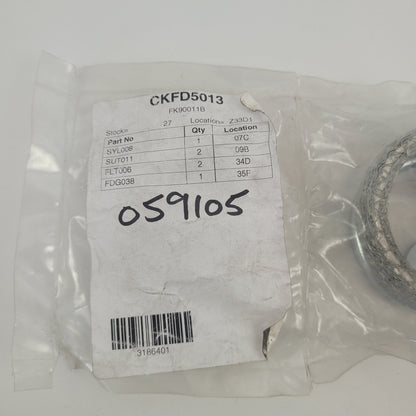 CKFD5013
FK90011B
Stocks 27 Location Z33D1
Part No Qty Location
SYL006 1 07C
SUT011 2 09B
FLT006 2 34D
FDG038 1 35F
059105
3186401